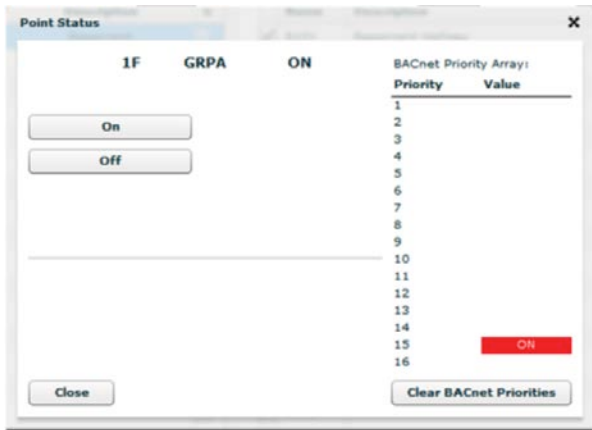 Point Status
1F GRPA ON
On
Off
Close
BACnet Priority Array:
Priority Value
1
2
3
4
5
6
7
8
9
10
11
12
13
14
15 ON
16
Clear BACnet Priorities